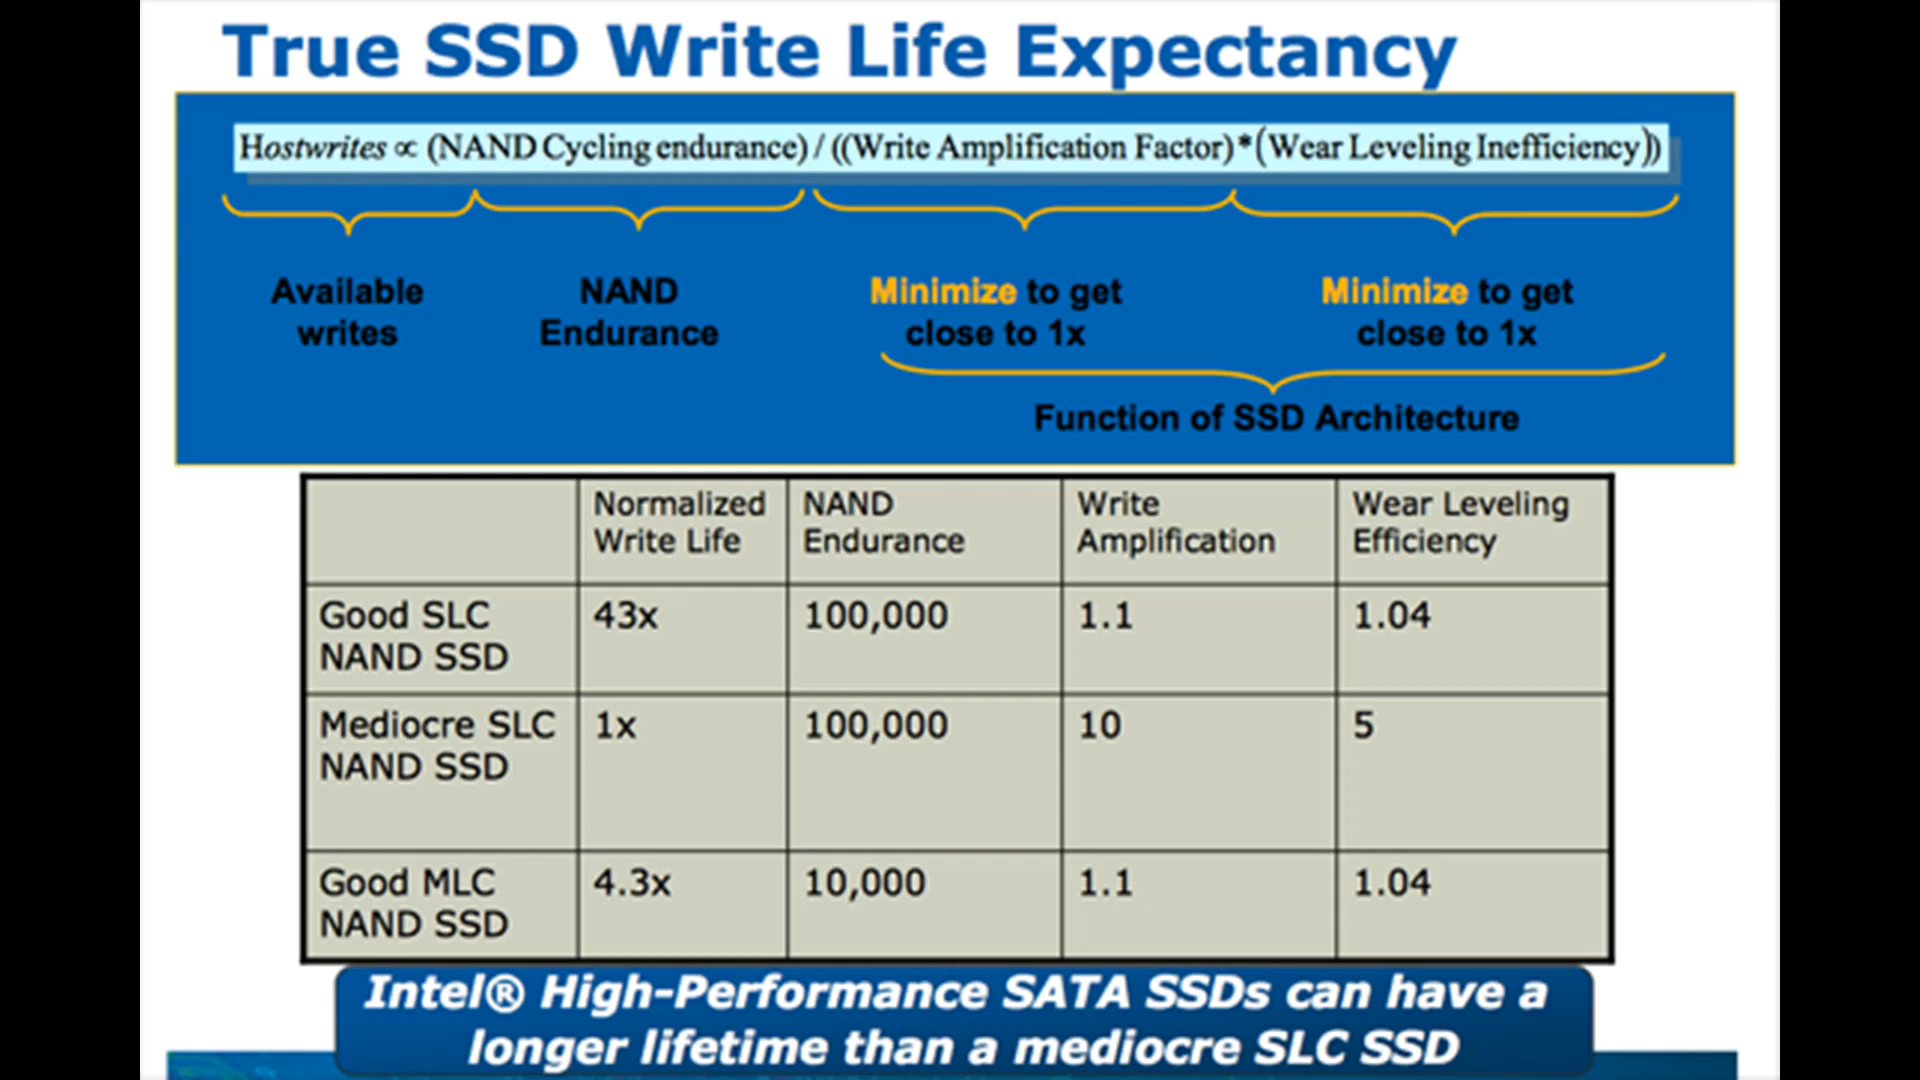 True SSD Write Life Expectancy
Hostwrites ∝ (NAND Cycling endurance) / ((Write Amplification Factor)*(Wear Leveling Inefficiency))
Available
writes
NAND
Endurance
Minimize to get
close to 1x
Minimize to get
close to 1x
Function of SSD Architecture
Normalized
Write Life
NAND
Endurance
Write
Amplification
Wear Leveling
Efficiency
Good SLC
NAND SSD
43x
100,000
1.1
1.04
Mediocre SLC
NAND SSD
1x
100,000
10
5
Good MLC
NAND SSD
4.3x
10,000
1.1
1.04
Intel® High-Performance SATA SSDs can have a
longer lifetime than a mediocre SLC SSD